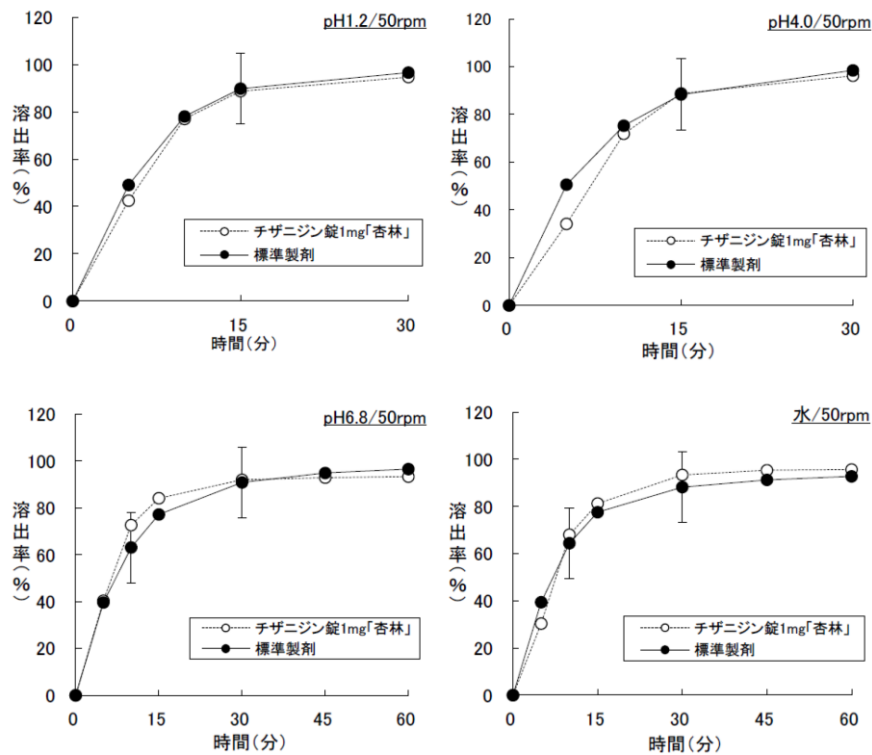 pH1.2/50rpm
120
100
80
60
40
20
0
溶出率(%)
チザニジン錠1mg「杏林」
標準製剤
0 15 30
時間(分)
pH4.0/50rpm
120
100
80
60
40
20
0
溶出率(%)
チザニジン錠1mg「杏林」
標準製剤
0 15 30
時間(分)
pH6.8/50rpm
120
100
80
60
40
20
0
溶出率(%)
チザニジン錠1mg「杏林」
標準製剤
0 15 30 45 60
時間(分)
水/50rpm
120
100
80
60
40
20
0
溶出率(%)
チザニジン錠1mg「杏林」
標準製剤
0 15 30 45 60
時間(分)